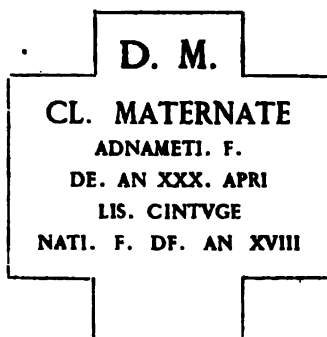 D. M.
CL. MATERNATE
ADNAMETI. F.
DE. AN XXX. APRI
LIS. CINTVGE
NATI. F. DF. AN XVIII